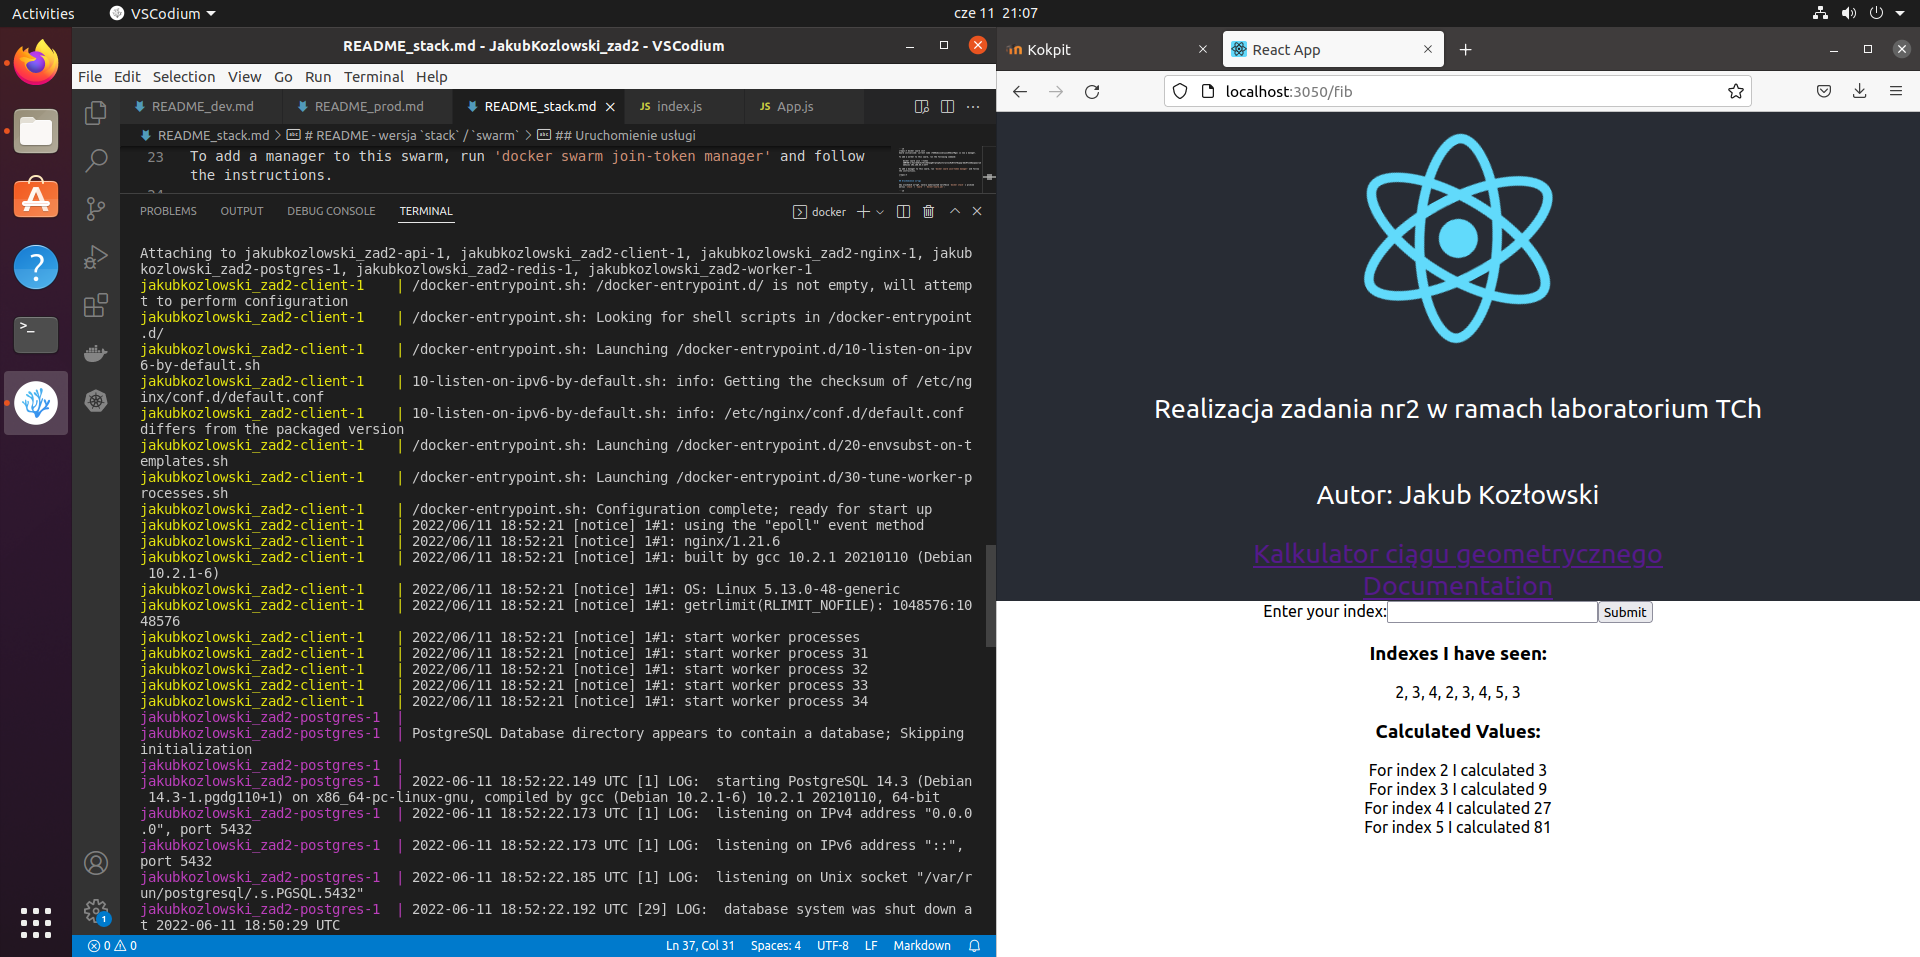 Activities
VSCodium
cze 11  21:07
README_stack.md - JakubKozlowski_zad2 - VSCodium
File Edit Selection View Go Run Terminal Help
README_dev.md
README_prod.md
README_stack.md
JS index.js
JS App.js
README_stack.md > # README - wersja `stack` / `swarm` > ## Uruchomienie usługi
23 To add a manager to this swarm, run 'docker swarm join-token manager' and follow
the instructions.
PROBLEMS OUTPUT DEBUG CONSOLE TERMINAL
docker
Attaching to jakubkozlowski_zad2-api-1, jakubkozlowski_zad2-client-1, jakubkozlowski_zad2-nginx-1, jakub
kozlowski_zad2-postgres-1, jakubkozlowski_zad2-redis-1, jakubkozlowski_zad2-worker-1
jakubkozlowski_zad2-client-1    | /docker-entrypoint.sh: /docker-entrypoint.d/ is not empty, will attemp
t to perform configuration
jakubkozlowski_zad2-client-1    | /docker-entrypoint.sh: Looking for shell scripts in /docker-entrypoint
.d/
jakubkozlowski_zad2-client-1    | /docker-entrypoint.sh: Launching /docker-entrypoint.d/10-listen-on-ipv
6-by-default.sh
jakubkozlowski_zad2-client-1    | 10-listen-on-ipv6-by-default.sh: info: Getting the checksum of /etc/ng
inx/conf.d/default.conf
jakubkozlowski_zad2-client-1    | 10-listen-on-ipv6-by-default.sh: info: /etc/nginx/conf.d/default.conf
differs from the packaged version
jakubkozlowski_zad2-client-1    | /docker-entrypoint.sh: Launching /docker-entrypoint.d/20-envsubst-on-t
emplates.sh
jakubkozlowski_zad2-client-1    | /docker-entrypoint.sh: Launching /docker-entrypoint.d/30-tune-worker-p
rocesses.sh
jakubkozlowski_zad2-client-1    | /docker-entrypoint.sh: Configuration complete; ready for start up
jakubkozlowski_zad2-client-1    | 2022/06/11 18:52:21 [notice] 1#1: using the "epoll" event method
jakubkozlowski_zad2-client-1    | 2022/06/11 18:52:21 [notice] 1#1: nginx/1.21.6
jakubkozlowski_zad2-client-1    | 2022/06/11 18:52:21 [notice] 1#1: built by gcc 10.2.1 20210110 (Debian
10.2.1-6)
jakubkozlowski_zad2-client-1    | 2022/06/11 18:52:21 [notice] 1#1: OS: Linux 5.13.0-48-generic
jakubkozlowski_zad2-client-1    | 2022/06/11 18:52:21 [notice] 1#1: getrlimit(RLIMIT_NOFILE): 1048576:10
48576
jakubkozlowski_zad2-client-1    | 2022/06/11 18:52:21 [notice] 1#1: start worker processes
jakubkozlowski_zad2-client-1    | 2022/06/11 18:52:21 [notice] 1#1: start worker process 31
jakubkozlowski_zad2-client-1    | 2022/06/11 18:52:21 [notice] 1#1: start worker process 32
jakubkozlowski_zad2-client-1    | 2022/06/11 18:52:21 [notice] 1#1: start worker process 33
jakubkozlowski_zad2-client-1    | 2022/06/11 18:52:21 [notice] 1#1: start worker process 34
jakubkozlowski_zad2-postgres-1  |
jakubkozlowski_zad2-postgres-1  | PostgreSQL Database directory appears to contain a database; Skipping
initialization
jakubkozlowski_zad2-postgres-1  |
jakubkozlowski_zad2-postgres-1  | 2022-06-11 18:52:22.149 UTC [1] LOG:  starting PostgreSQL 14.3 (Debian
14.3-1.pgdg110+1) on x86_64-pc-linux-gnu, compiled by gcc (Debian 10.2.1-6) 10.2.1 20210110, 64-bit
jakubkozlowski_zad2-postgres-1  | 2022-06-11 18:52:22.173 UTC [1] LOG:  listening on IPv4 address "0.0.0
.0", port 5432
jakubkozlowski_zad2-postgres-1  | 2022-06-11 18:52:22.173 UTC [1] LOG:  listening on IPv6 address "::",
port 5432
jakubkozlowski_zad2-postgres-1  | 2022-06-11 18:52:22.185 UTC [1] LOG:  listening on Unix socket "/var/r
un/postgresql/.s.PGSQL.5432"
jakubkozlowski_zad2-postgres-1  | 2022-06-11 18:52:22.192 UTC [29] LOG:  database system was shut down a
t 2022-06-11 18:50:29 UTC
1
0 0
Ln 37, Col 31 Spaces: 4 UTF-8 LF Markdown
Kokpit
React App
localhost:3050/fib
Realizacja zadania nr2 w ramach laboratorium TCh
Autor: Jakub Kozłowski
Kalkulator ciągu geometrycznego
Documentation
Enter your index: Submit
Indexes I have seen:
2, 3, 4, 2, 3, 4, 5, 3
Calculated Values:
For index 2 I calculated 3
For index 3 I calculated 9
For index 4 I calculated 27
For index 5 I calculated 81